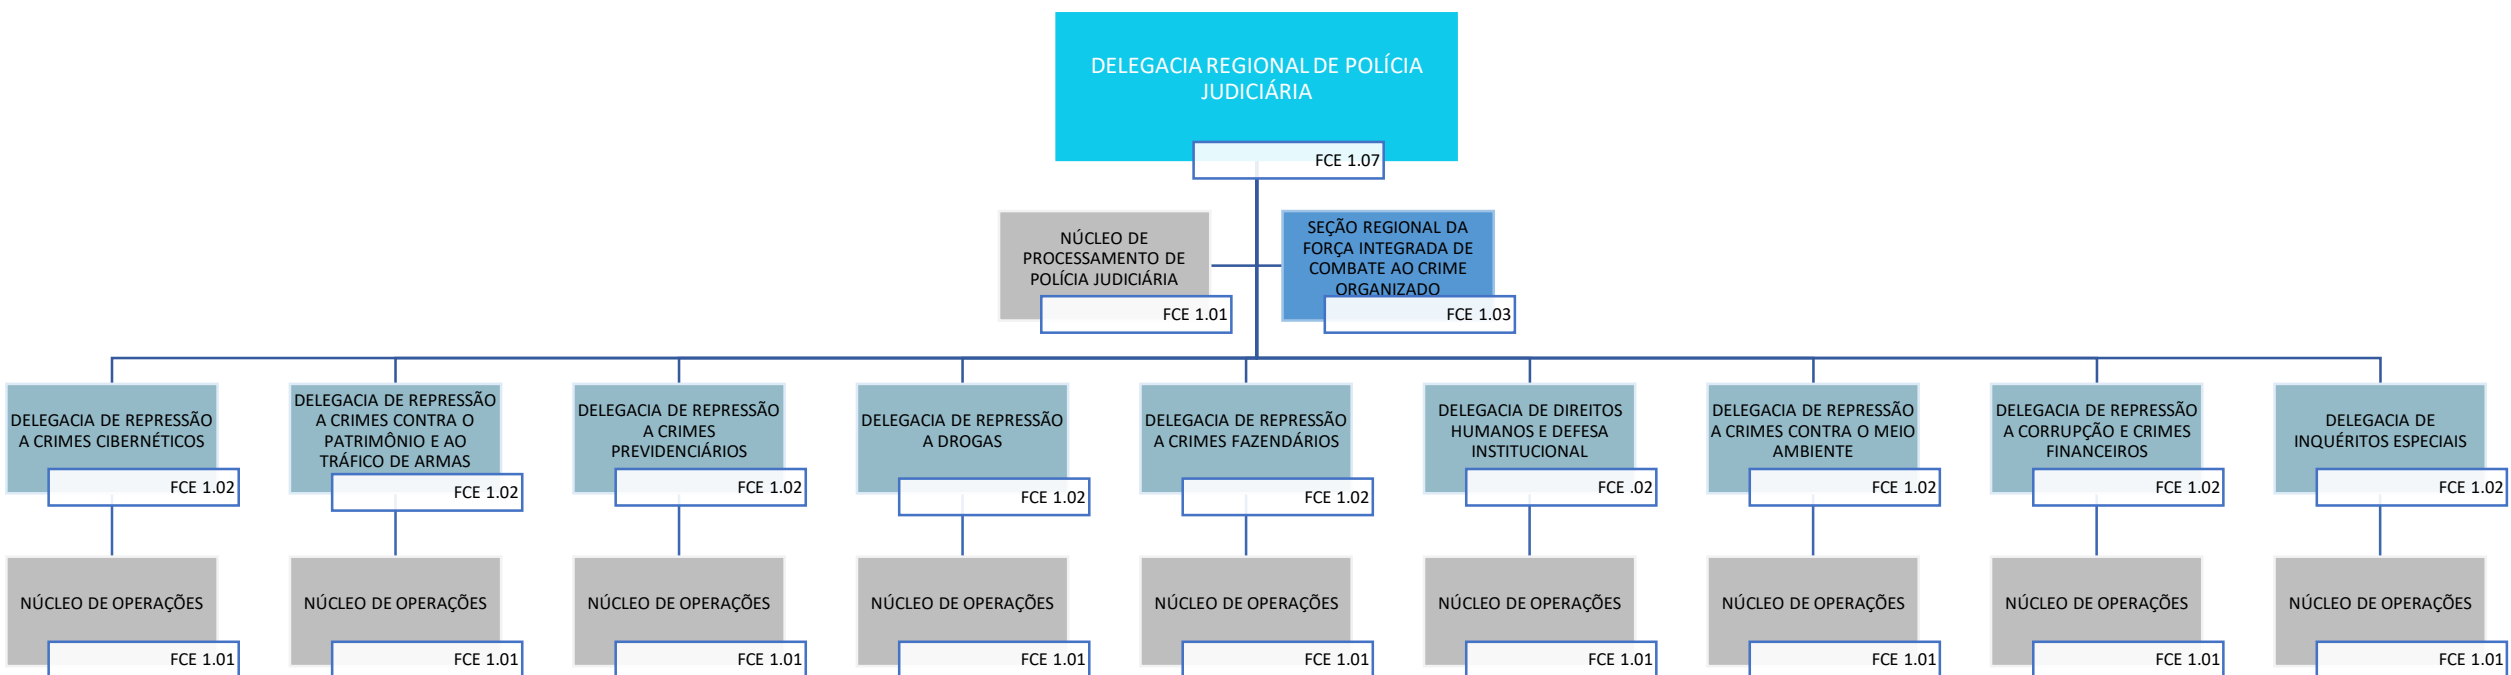 DELEGACIA REGIONAL DE POLÍCIA
JUDICIÁRIA
FCE 1.07
NÚCLEO DE
PROCESSAMENTO DE
POLÍCIA JUDICIÁRIA
FCE 1.01
SEÇÃO REGIONAL DA
FORÇA INTEGRADA DE
COMBATE AO CRIME
ORGANIZADO
FCE 1.03
DELEGACIA DE REPRESSÃO
A CRIMES CIBERNÉTICOS
FCE 1.02
DELEGACIA DE REPRESSÃO
A CRIMES CONTRA O
PATRIMÔNIO E AO
TRÁFICO DE ARMAS
FCE 1.02
DELEGACIA DE REPRESSÃO
A CRIMES
PREVIDENCIÁRIOS
FCE 1.02
DELEGACIA DE REPRESSÃO
A DROGAS
FCE 1.02
DELEGACIA DE REPRESSÃO
A CRIMES FAZENDÁRIOS
FCE 1.02
DELEGACIA DE DIREITOS
HUMANOS E DEFESA
INSTITUCIONAL
FCE .02
DELEGACIA DE REPRESSÃO
A CRIMES CONTRA O MEIO
AMBIENTE
FCE 1.02
DELEGACIA DE REPRESSÃO
A CORRUPÇÃO E CRIMES
FINANCEIROS
FCE 1.02
DELEGACIA DE
INQUÉRITOS ESPECIAIS
FCE 1.02
NÚCLEO DE OPERAÇÕES
FCE 1.01
NÚCLEO DE OPERAÇÕES
FCE 1.01
NÚCLEO DE OPERAÇÕES
FCE 1.01
NÚCLEO DE OPERAÇÕES
FCE 1.01
NÚCLEO DE OPERAÇÕES
FCE 1.01
NÚCLEO DE OPERAÇÕES
FCE 1.01
NÚCLEO DE OPERAÇÕES
FCE 1.01
NÚCLEO DE OPERAÇÕES
FCE 1.01
NÚCLEO DE OPERAÇÕES
FCE 1.01